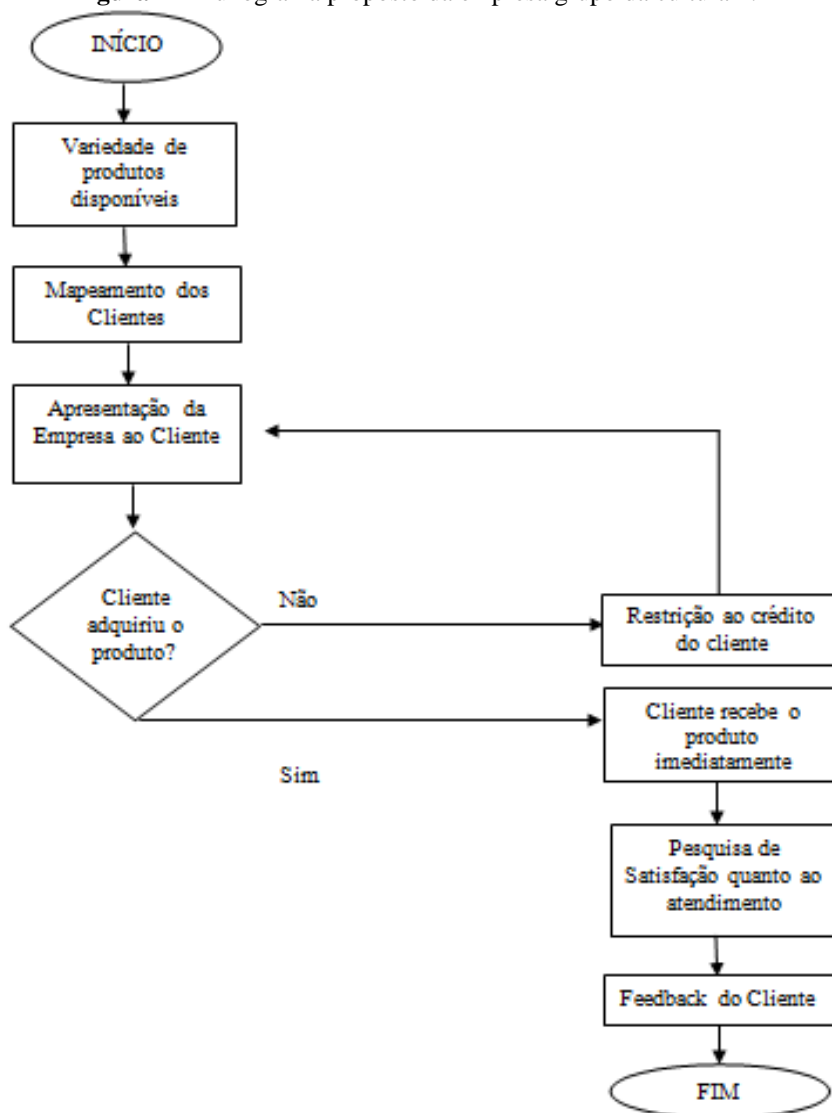 INÍCIO
Variedade de
produtos
disponíveis
Mapeamento dos
Clientes
Apresentação da
Empresa ao Cliente
Cliente
adquiriu o
produto?
Não
Restrição ao crédito
do cliente
Sim
Cliente recebe o
produto
imediatamente
Pesquisa de
Satisfação quanto ao
atendimento
Feedback do Cliente
FIM